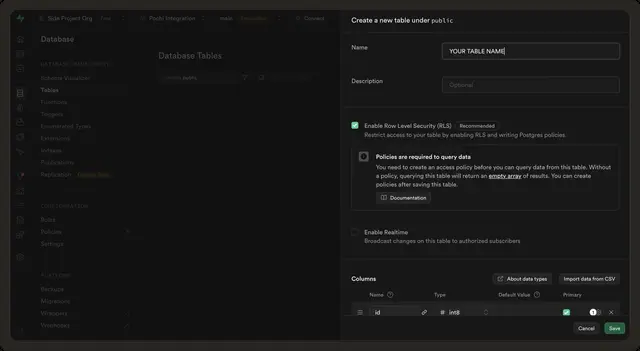 Side Project Org
Free
Poshi Integration
main
Connect
Create a new table under public
Database
Database Tables
Name
YOUR TABLE NAME
Description
Optional
Schema Visualizer
Tables
Functions
Triggers
Enumerated Types
Extensions
Indexes
Publications
Replication
Enable Row Level Security (RLS)
Recommended
Restrict access to your table by enabling RLS and writing Postgres policies.
Policies are required to query data
You need to create an access policy before you can query data from this table. Without
a policy, querying this table will return an empty array of results. You can create
policies after saving this table.
Documentation
CONFIGURATION
Roles
Policies
Settings
Enable Realtime
Broadcast changes on this table to authorized subscribers
PLATFORM
Backups
Migrations
Wrappers
Webhooks
Columns
About data types
Import data from CSV
Name
Type
Default Value
Primary
id
int8
1
Cancel
Save